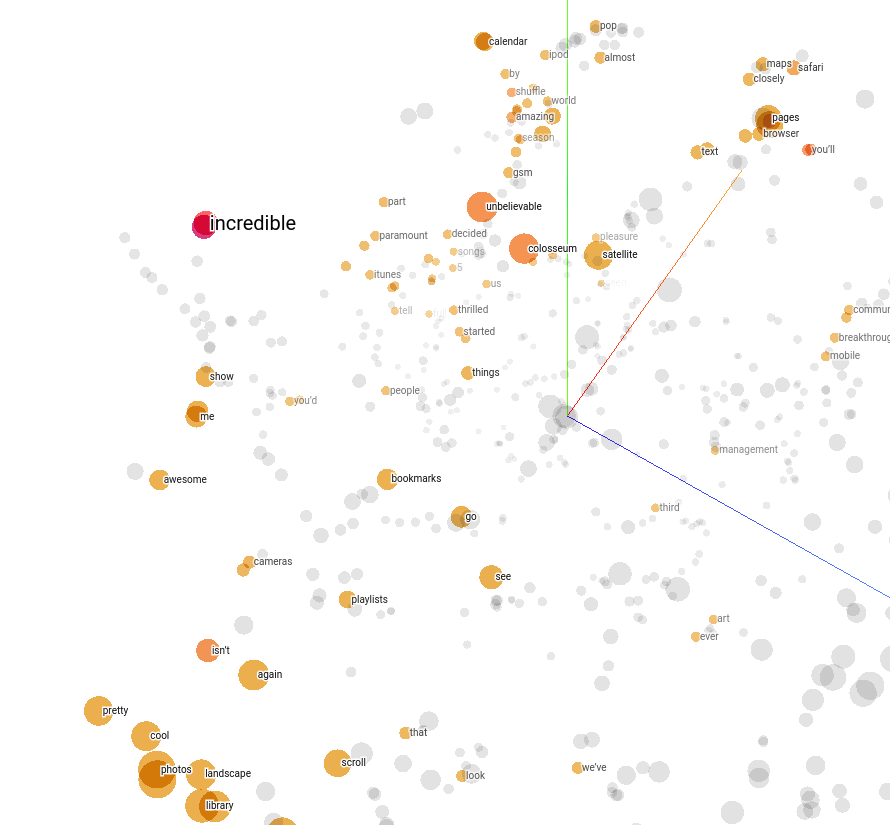 pop
calendar
ipod
almost
maps
safari
by
closely
shuffle
world
amazing
pages
browser
season
text
you'll
gsm
part
unbelievable
incredible
paramount
decided
pleasure
colosseum
songs
satellite
5
itunes
us
tell
thrilled
commun
started
breakthroug
mobile
things
show
people
you'd
me
management
awesome
bookmarks
third
go
cameras
see
playlists
art
ever
isn't
again
pretty
that
cool
scroll
photos
landscape
look
we've
library